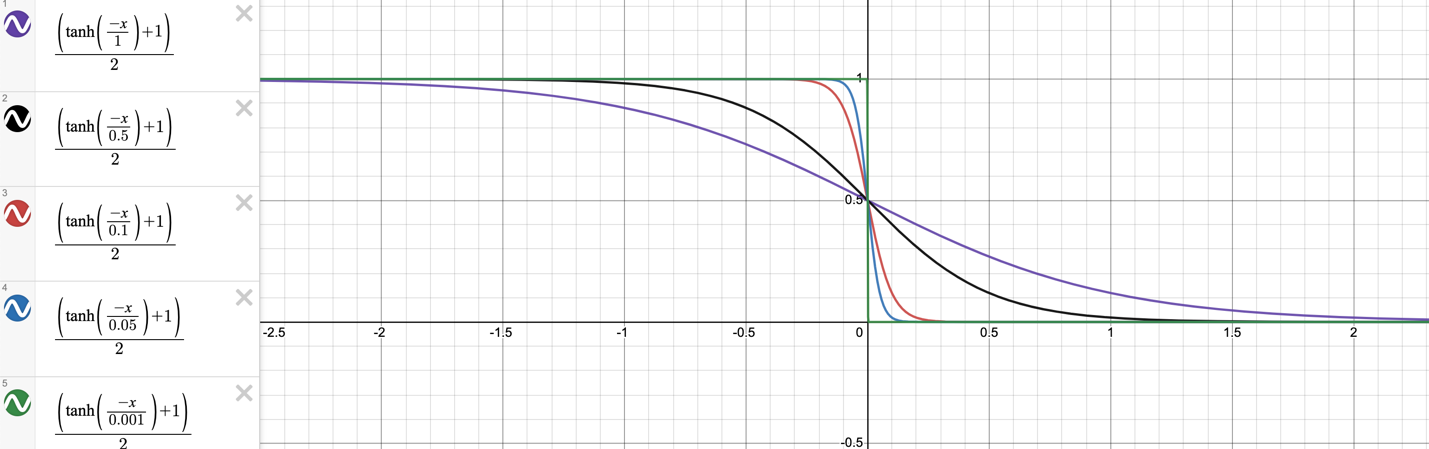 1
(tanh(-x/1)+1)/2
2
(tanh(-x/0.5)+1)/2
3
(tanh(-x/0.1)+1)/2
4
(tanh(-x/0.05)+1)/2
5
(tanh(-x/0.001)+1)/2
1
0.5
-2.5 -2 -1.5 -1 -0.5 0 0.5 1 1.5 2
-0.5